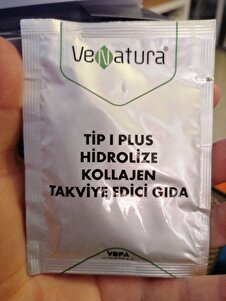 VeNatura®
TİP I PLUS
HİDROLİZE
KOLLAJEN
TAKVİYE EDİCİ GIDA
VEFA